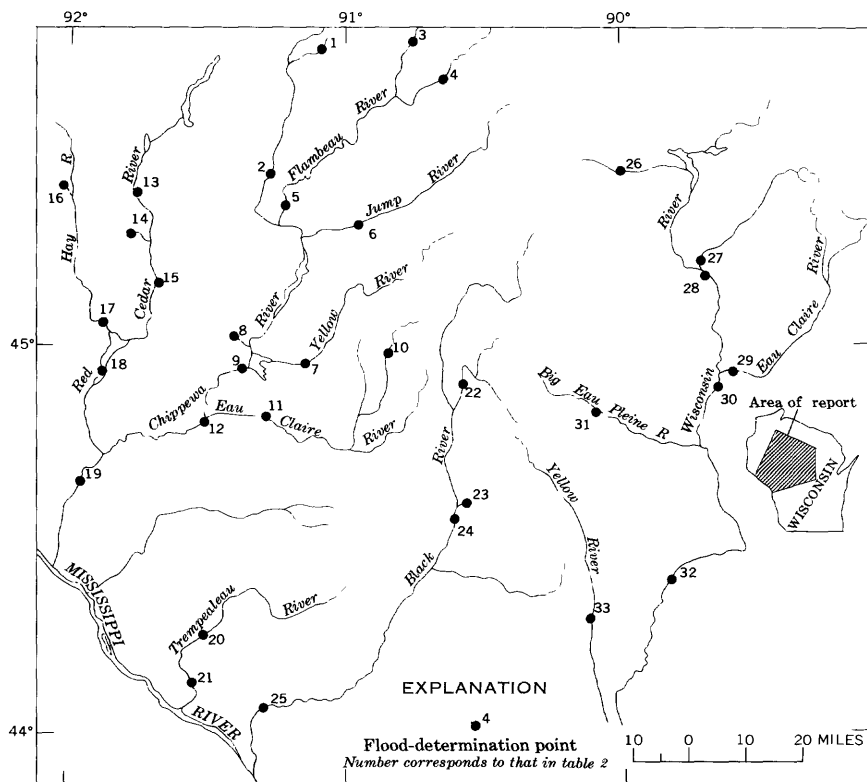 92°
91°
90°
1
3
4
River
Flambeau
2
5
Jump
River
6
R
Hay
16
River
13
14
15
Cedar
17
18
Red
River
Yellow
River
8
9
7
10
Chippewa
Eau
Claire
River
11
12
19
26
River
27
28
River
Eau Claire
29
30
Wisconsin
Big Eau Pleine R
31
22
River
Yellow
River
23
24
Black
32
33
45°
44°
Area of report
WISCONSIN
MISSISSIPPI
RIVER
Trempealeau
River
20
21
25
EXPLANATION
4
Flood-determination point
Number corresponds to that in table 2
10 0 10 20 MILES